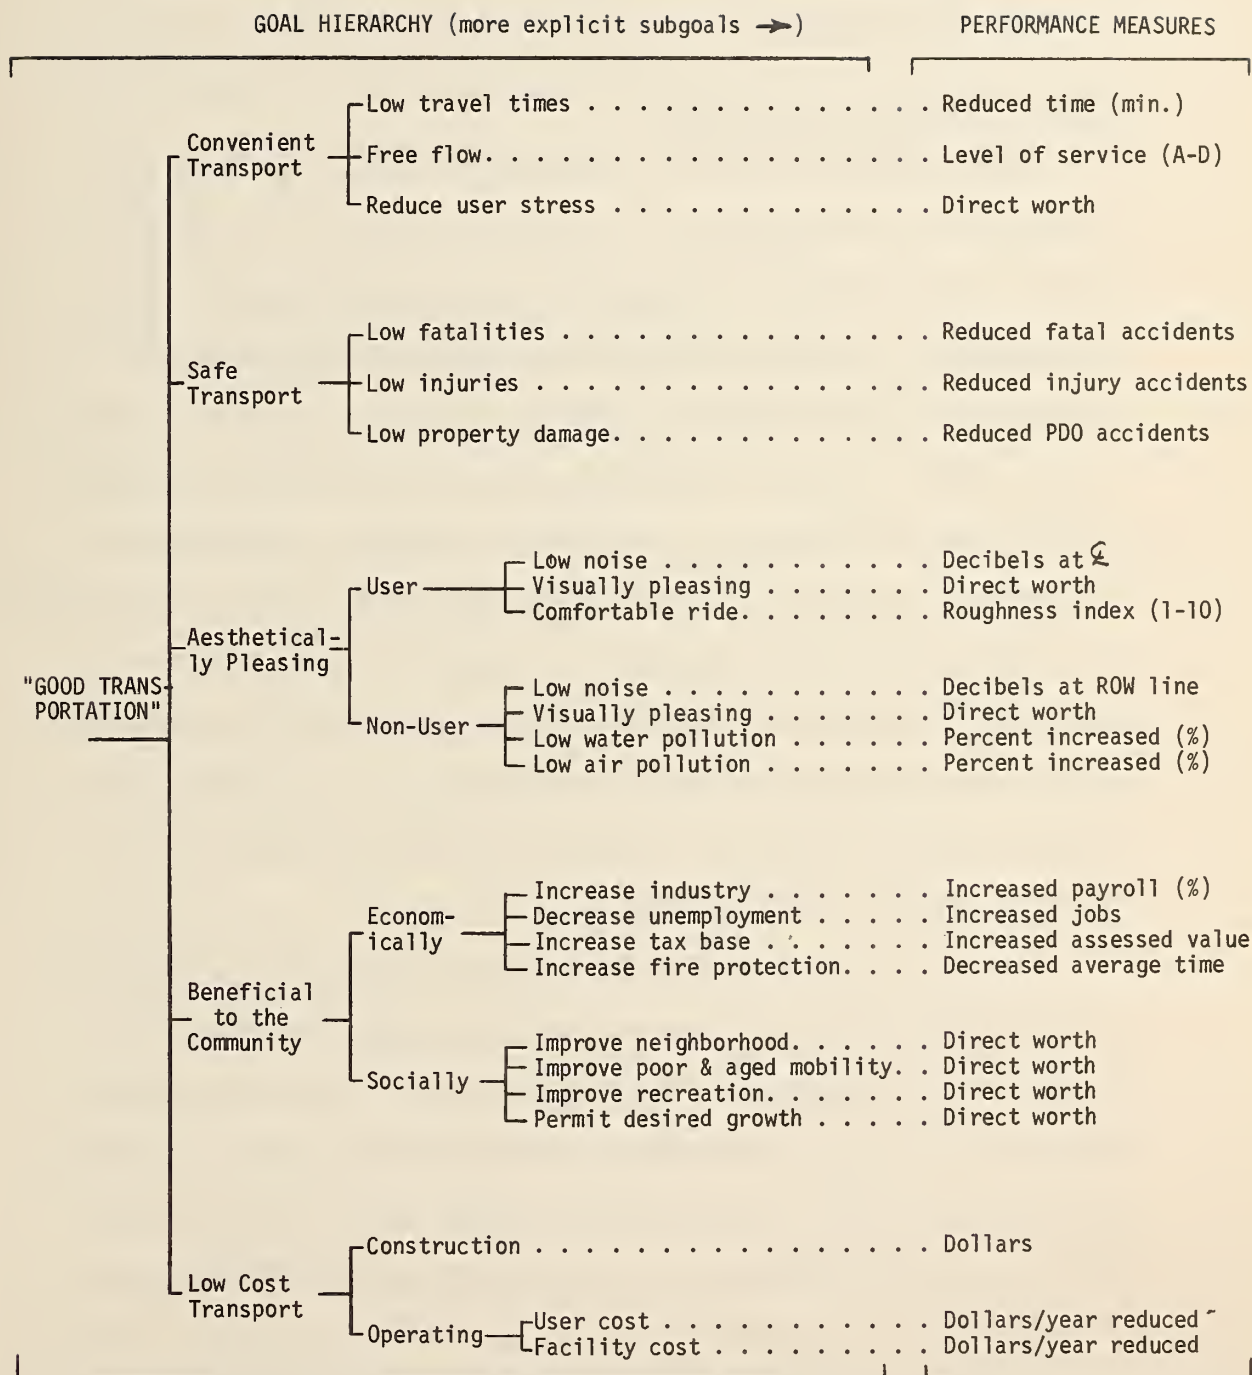 GOAL HIERARCHY (more explicit subgoals →) PERFORMANCE MEASURES
Low travel times . . . . . . . . . . . . . . Reduced time (min.)
Convenient
Transport
Free flow. . . . . . . . . . . . . . . . . . Level of service (A-D)
Reduce user stress . . . . . . . . . . . . . Direct worth
Low fatalities . . . . . . . . . . . . . . . Reduced fatal accidents
Safe
Transport
Low injuries . . . . . . . . . . . . . . . . Reduced injury accidents
Low property damage. . . . . . . . . . . . . Reduced PDO accidents
Aesthetical-
ly Pleasing
User
Low noise . . . . . . . . . . . Decibels at ℄
Visually pleasing . . . . . . . Direct worth
Comfortable ride. . . . . . . . Roughness index (1-10)
"GOOD TRANS-
PORTATION"
Non-User
Low noise . . . . . . . . . . . Decibels at ROW line
Visually pleasing . . . . . . . Direct worth
Low water pollution . . . . . . Percent increased (%)
Low air pollution . . . . . . . Percent increased (%)
Beneficial
to the
Community
Econom-
ically
Increase industry . . . . . . . Increased payroll (%)
Decrease unemployment . . . . . Increased jobs
Increase tax base . . . . . . . Increased assessed value
Increase fire protection. . . . Decreased average time
Socially
Improve neighborhood. . . . . . Direct worth
Improve poor & aged mobility. . Direct worth
Improve recreation. . . . . . . Direct worth
Permit desired growth . . . . . Direct worth
Low Cost
Transport
Construction . . . . . . . . . . . . . . . . Dollars
Operating
User cost . . . . . . . . . . . Dollars/year reduced
Facility cost . . . . . . . . . Dollars/year reduced